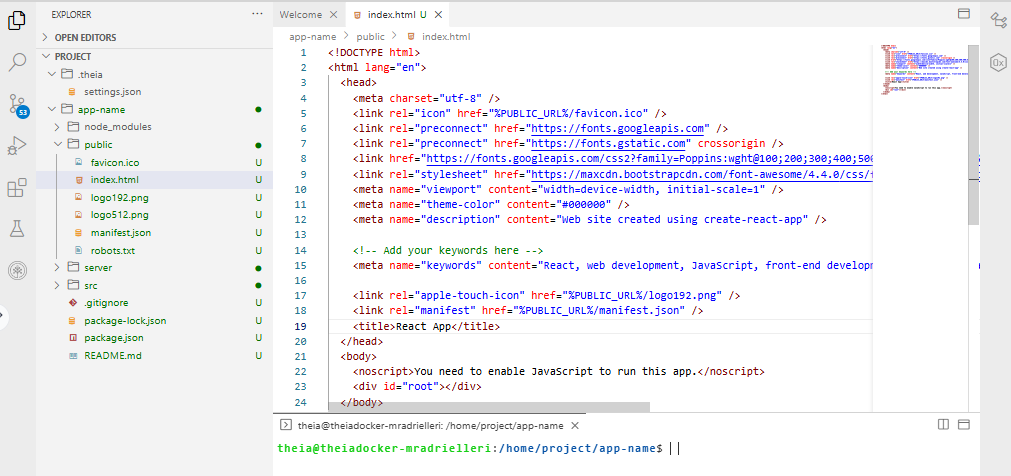 EXPLORER
OPEN EDITORS
PROJECT
.theia
settings.json
app-name
node_modules
public
favicon.ico U
index.html U
logo192.png U
logo512.png U
manifest.json U
robots.txt U
server
src
.gitignore U
package-lock.json U
package.json U
README.md U
53
Welcome
index.html U
app-name public index.html
1 <!DOCTYPE html>
2 <html lang="en">
3 <head>
4 <meta charset="utf-8" />
5 <link rel="icon" href="%PUBLIC_URL%/favicon.ico" />
6 <link rel="preconnect" href="https://fonts.googleapis.com" />
7 <link rel="preconnect" href="https://fonts.gstatic.com" crossorigin />
8 <link href="https://fonts.googleapis.com/css2?family=Poppins:wght@100;200;300;400;500
9 <link rel="stylesheet" href="https://maxcdn.bootstrapcdn.com/font-awesome/4.4.0/css/f
10 <meta name="viewport" content="width=device-width, initial-scale=1" />
11 <meta name="theme-color" content="#000000" />
12 <meta name="description" content="Web site created using create-react-app" />
13
14 <!-- Add your keywords here -->
15 <meta name="keywords" content="React, web development, JavaScript, front-end developm
16
17 <link rel="apple-touch-icon" href="%PUBLIC_URL%/logo192.png" />
18 <link rel="manifest" href="%PUBLIC_URL%/manifest.json" />
19 <title>React App</title>
20 </head>
21 <body>
22 <noscript>You need to enable JavaScript to run this app.</noscript>
23 <div id="root"></div>
24 </body>
0x
theia@theiadocker-mradrielleri: /home/project/app-name
theia@theiadocker-mradrielleri:/home/project/app-name$